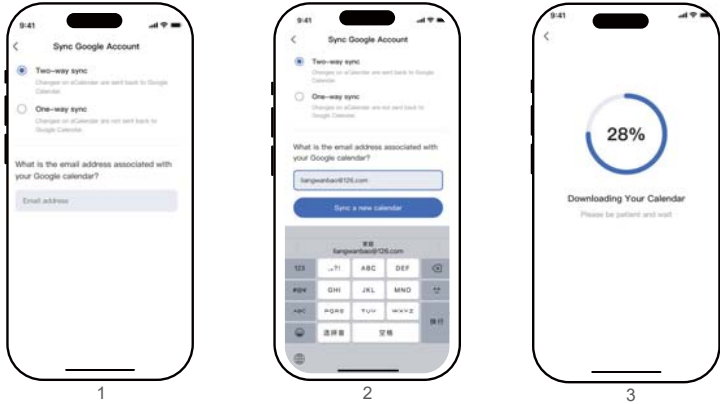 9:41
Sync Google Account
Two-way sync
Changes on aCalendar are sent back to Google
Calendar.
One-way sync
Changes on aCalendar are not sent back to
Google Calendar.
What is the email address associated with
your Google calendar?
Email address
1
9:41
Sync Google Account
Two-way sync
Changes on aCalendar are sent back to Google
Calendar.
One-way sync
Changes on aCalendar are not sent back to
Google Calendar.
What is the email address associated with
your Google calendar?
liangwanbao@126.com
Sync a new calendar
liangwanbao@126.com
123 .,?! ABC DEF
#@¥ GHI JKL MNO
ABC PQRS TUV WXYZ
选拼音 空格 换行
2
9:41
28%
Downloading Your Calendar
Please be patient and wait
3